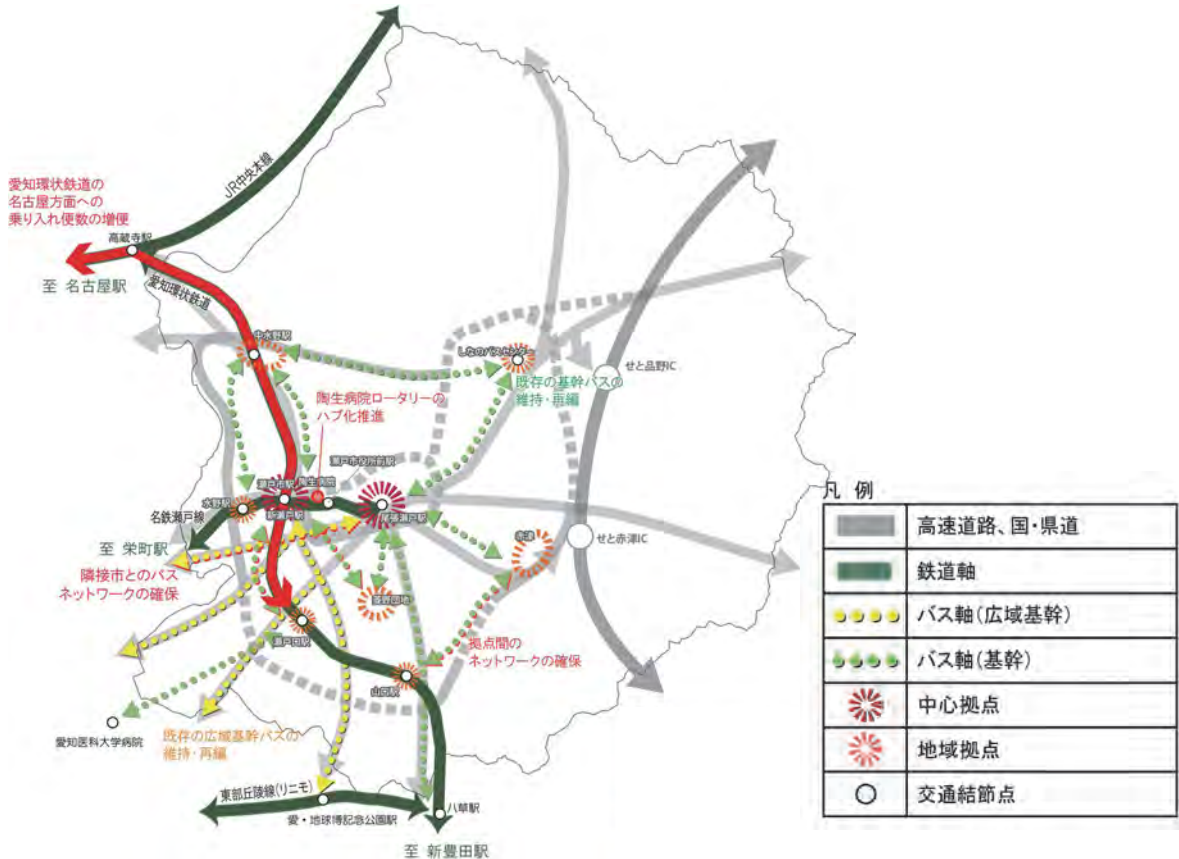 JR中央本線
愛知環状鉄道の
名古屋方面への
乗り入れ便数の増便
高蔵寺駅
至 名古屋駅
愛知環状鉄道
中水野駅
しなのバスセンター
せと品野IC
既存の基幹バスの
維持・再編
陶生病院ロータリーの
ハブ化推進
瀬戸市役所前駅
瀬戸市駅
陶生病院
水野駅
新瀬戸駅
尾張瀬戸駅
名鉄瀬戸線
至 栄町駅
赤津
せと赤津IC
隣接市とのバス
ネットワークの確保
菱野団地
瀬戸口駅
拠点間の
ネットワークの確保
山口駅
愛知医科大学病院
既存の広域基幹バスの
維持・再編
東部丘陵線(リニモ)
愛・地球博記念公園駅
八草駅
至 新豊田駅
凡 例
高速道路、国・県道
鉄道軸
バス軸(広域基幹)
バス軸(基幹)
中心拠点
地域拠点
交通結節点